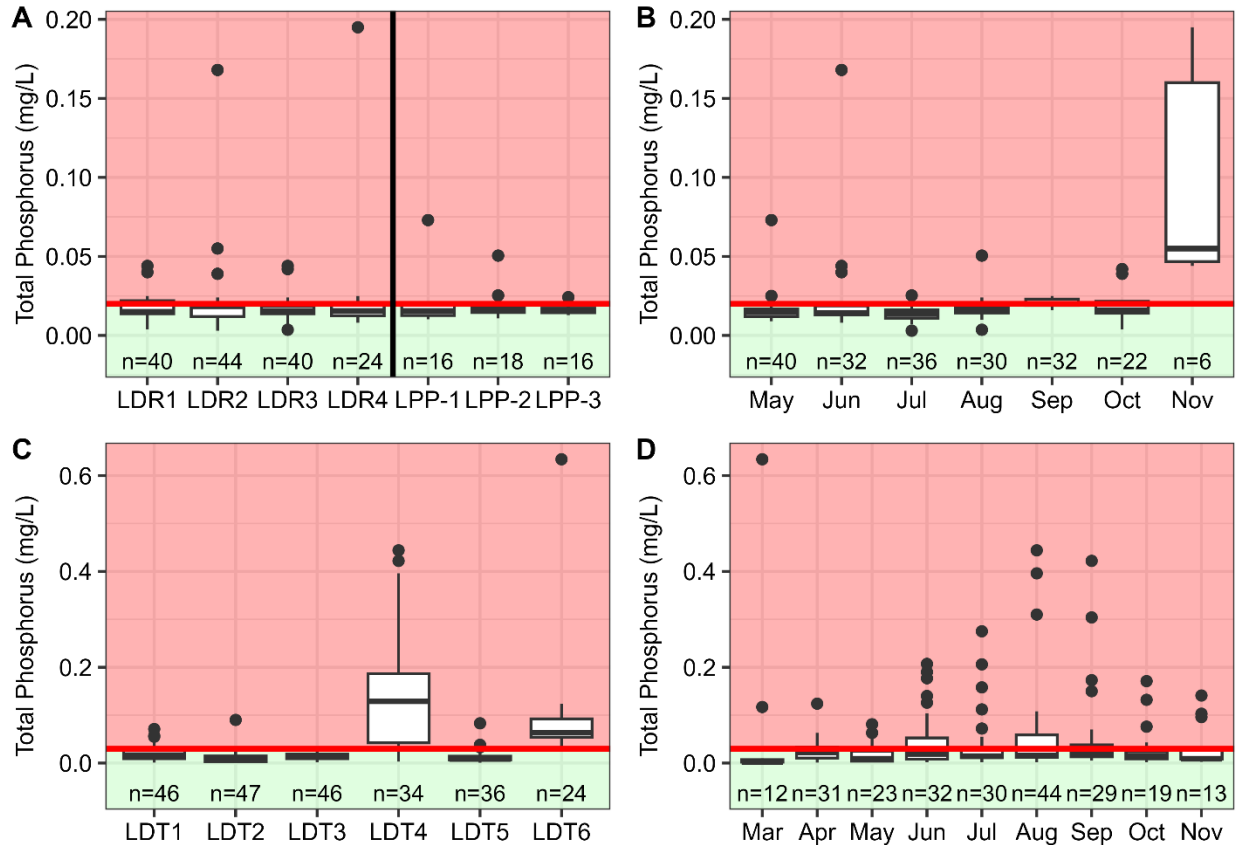 A
Total Phosphorus (mg/L)
0.20
0.15
0.10
0.05
0.00
n=40 n=44 n=40 n=24 n=16 n=18 n=16
LDR1 LDR2 LDR3 LDR4 LPP-1 LPP-2 LPP-3
B
Total Phosphorus (mg/L)
0.20
0.15
0.10
0.05
0.00
n=40 n=32 n=36 n=30 n=32 n=22 n=6
May Jun Jul Aug Sep Oct Nov
C
Total Phosphorus (mg/L)
0.6
0.4
0.2
0.0
n=46 n=47 n=46 n=34 n=36 n=24
LDT1 LDT2 LDT3 LDT4 LDT5 LDT6
D
Total Phosphorus (mg/L)
0.6
0.4
0.2
0.0
n=12 n=31 n=23 n=32 n=30 n=44 n=29 n=19 n=13
Mar Apr May Jun Jul Aug Sep Oct Nov